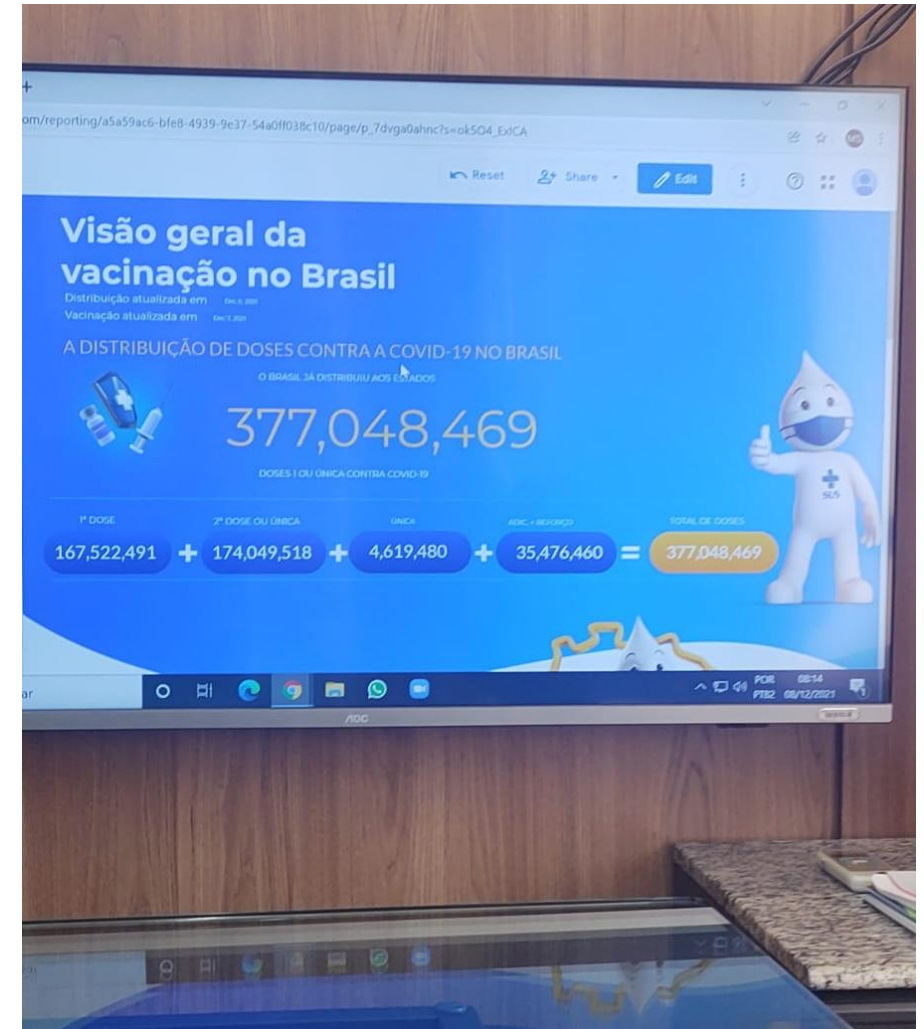 +
om/reporting/a5a59ac6-bfe8-4939-9e37-54a0ff038c10/page/p_7dvga0ahnc?s=ok5O4_ExICA
Reset Share Edit
Visão geral da
vacinação no Brasil
Distribuição atualizada em
Vacinação atualizada em
A DISTRIBUIÇÃO DE DOSES CONTRA A COVID-19 NO BRASIL
O BRASIL JÁ DISTRIBUIU AOS ESTADOS
377,048,469
DOSES 1 OU ÚNICA CONTRA COVID-19
1ª DOSE 2ª DOSE OU ÚNICA ÚNICA ADIC. + REFORÇO TOTAL DE DOSES
167,522,491 + 174,049,518 + 4,619,480 + 35,476,460 = 377,048,469
SUS
ar
POR 08:14
PTB2 08/12/2021
AOC